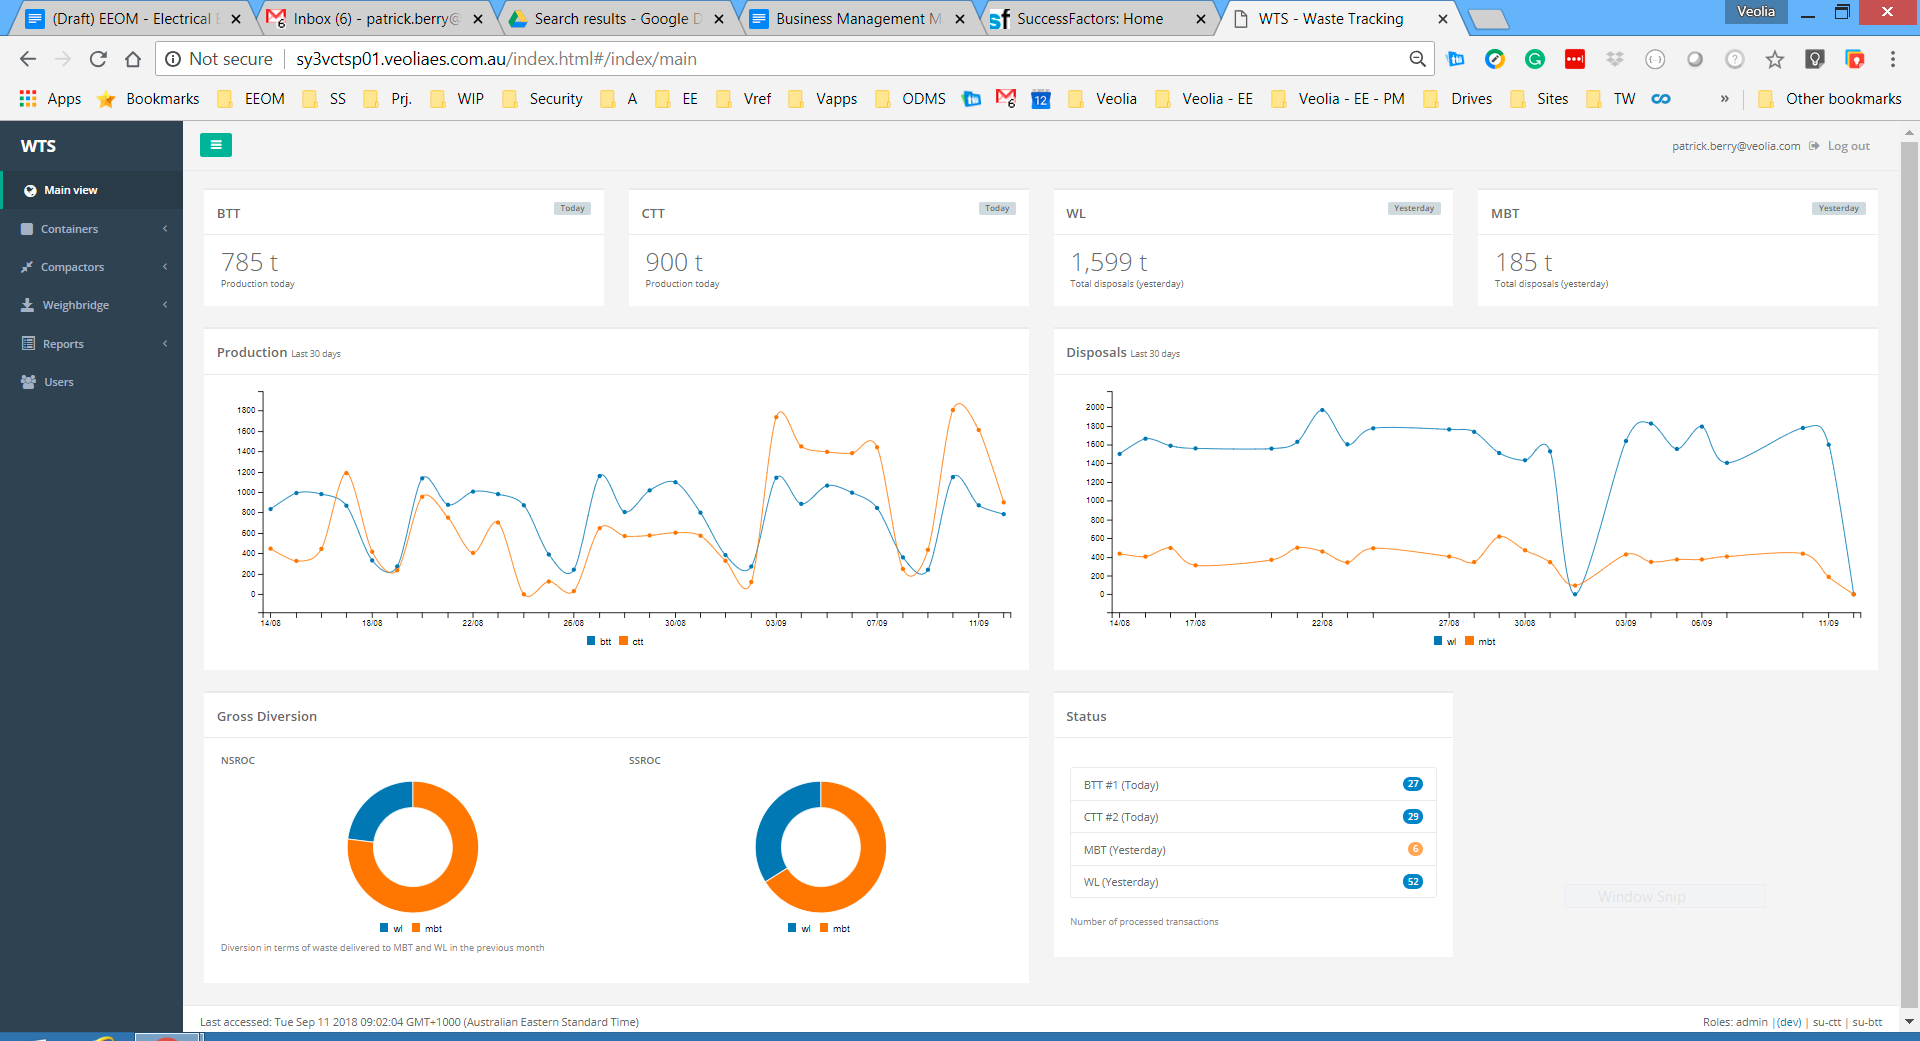 (Draft) EEOM - Electrical E
Inbox (6) - patrick.berry@
Search results - Google D
Business Management M
SuccessFactors: Home
WTS - Waste Tracking
Veolia
Not secure | sy3vctsp01.veoliaes.com.au/index.html#/index/main
Apps Bookmarks EEOM SS Prj. WIP Security A EE Vref Vapps ODMS 6 12 Veolia Veolia - EE Veolia - EE - PM Drives Sites TW » Other bookmarks
WTS
Main view
Containers
Compactors
Weighbridge
Reports
Users
patrick.berry@veolia.com Log out
BTT Today
785 t
Production today
CTT Today
900 t
Production today
WL Yesterday
1,599 t
Total disposals (yesterday)
MBT Yesterday
185 t
Total disposals (yesterday)
Production Last 30 days
1800
1600
1400
1200
1000
800
600
400
200
0
14/08 18/08 22/08 26/08 30/08 03/09 07/09 11/09
btt ctt
Disposals Last 30 days
2000
1800
1600
1400
1200
1000
800
600
400
200
0
14/08 17/08 22/08 27/08 30/08 03/09 06/09 11/09
wl mbt
Gross Diversion
NSROC
wl mbt
SSROC
wl mbt
Diversion in terms of waste delivered to MBT and WL in the previous month
Status
BTT #1 (Today) 27
CTT #2 (Today) 29
MBT (Yesterday) 6
WL (Yesterday) 52
Number of processed transactions
Window Snip
Last accessed: Tue Sep 11 2018 09:02:04 GMT+1000 (Australian Eastern Standard Time)
Roles: admin |(dev) | su-ctt | su-btt